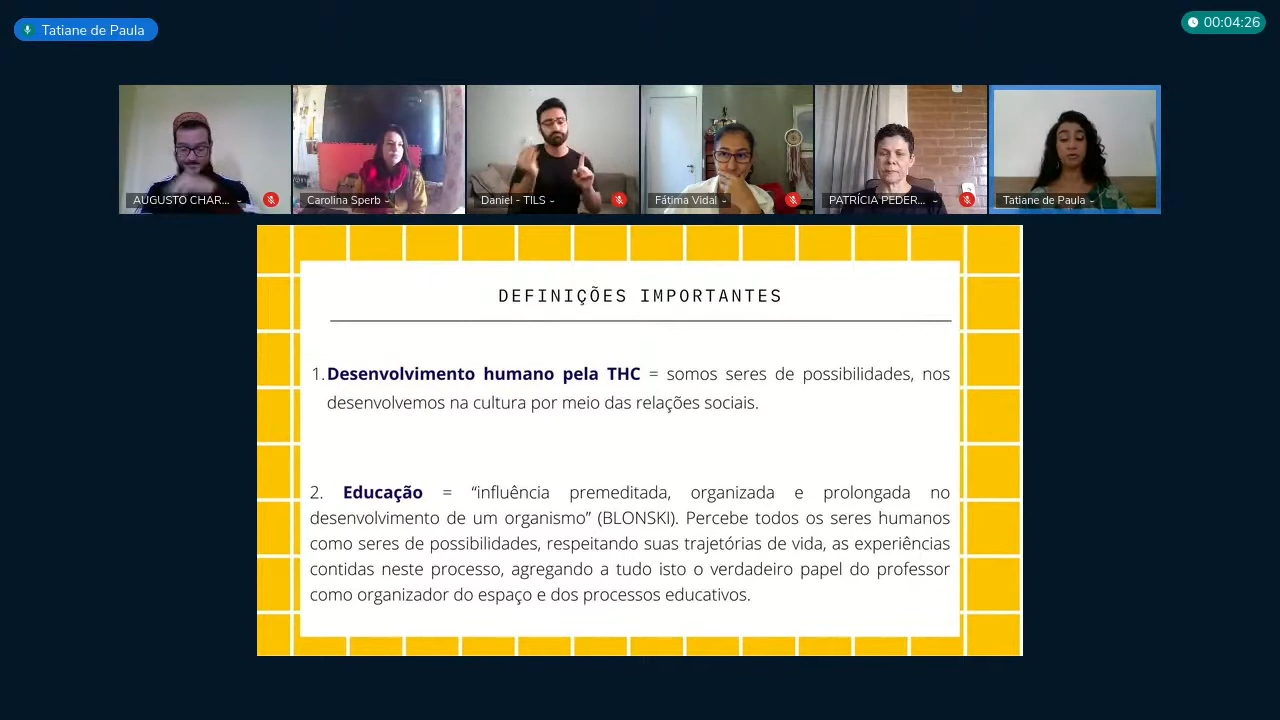 Tatiane de Paula
00:04:26
AUGUSTO CHAR...
Carolina Sperb
Daniel - TILS
Fátima Vidal
PATRÍCIA PEDER...
Tatiane de Paula
DEFINIÇÕES IMPORTANTES
1. Desenvolvimento humano pela THC = somos seres de possibilidades, nos
desenvolvemos na cultura por meio das relações sociais.
2. Educação = “influência premeditada, organizada e prolongada no
desenvolvimento de um organismo” (BLONSKI). Percebe todos os seres humanos
como seres de possibilidades, respeitando suas trajetórias de vida, as experiências
contidas neste processo, agregando a tudo isto o verdadeiro papel do professor
como organizador do espaço e dos processos educativos.